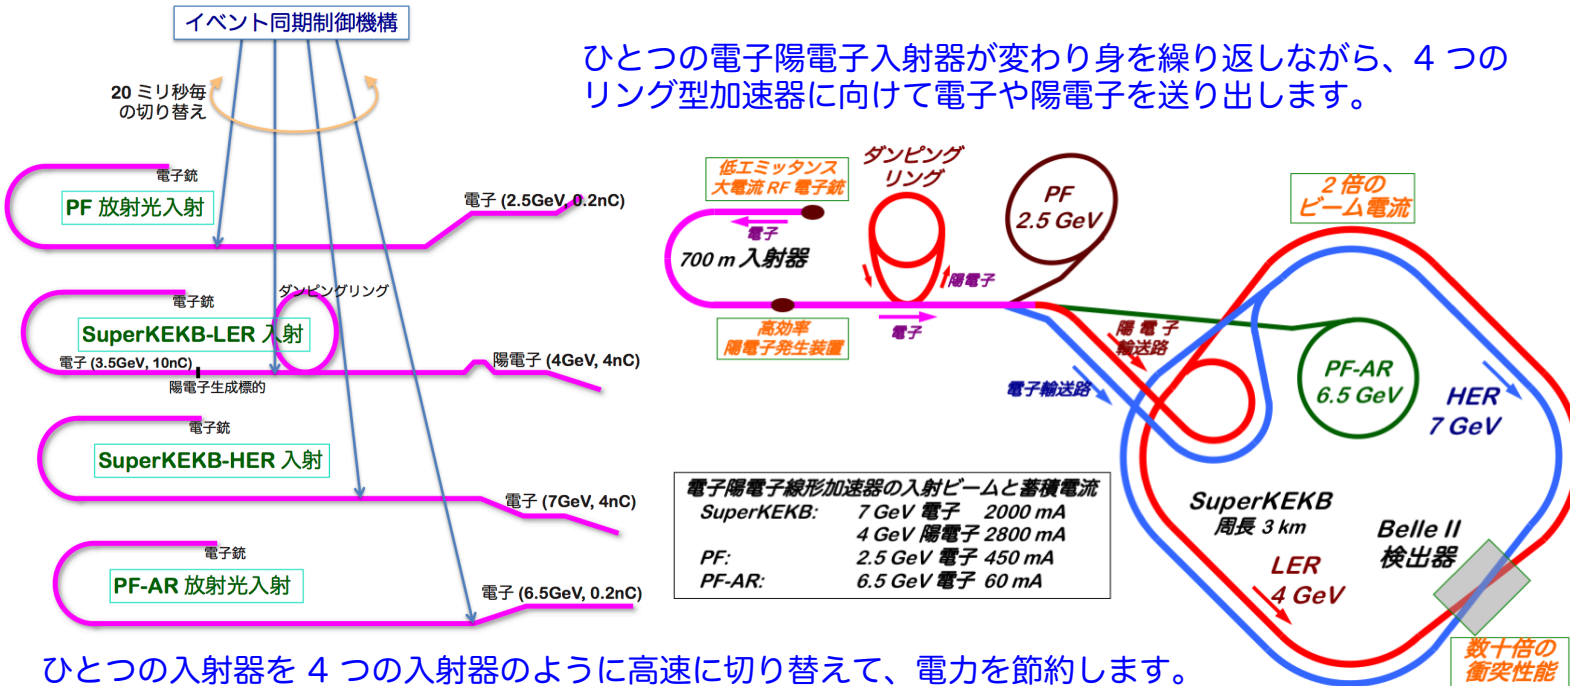 イベント同期制御機構
20 ミリ秒毎
の切り替え
電子銃
PF 放射光入射
電子 (2.5GeV, 0.2nC)
電子銃
ダンピングリング
SuperKEKB-LER 入射
電子 (3.5GeV, 10nC)
陽電子生成標的
陽電子 (4GeV, 4nC)
電子銃
SuperKEKB-HER 入射
電子 (7GeV, 4nC)
電子銃
PF-AR 放射光入射
電子 (6.5GeV, 0.2nC)
ひとつの電子陽電子入射器が変わり身を繰り返しながら、4 つの
リング型加速器に向けて電子や陽電子を送り出します。
低エミッタンス
大電流 RF 電子銃
ダンピング
リング
PF
2.5 GeV
2 倍の
ビーム電流
電子
700 m 入射器
陽電子
高効率
陽電子発生装置
電子
陽 電 子
輸送路
電子輸送路
PF-AR
6.5 GeV
HER
7 GeV
電子陽電子線形加速器の入射ビームと蓄積電流
SuperKEKB: 7 GeV 電子 2000 mA
4 GeV 陽電子 2800 mA
PF: 2.5 GeV 電子 450 mA
PF-AR: 6.5 GeV 電子 60 mA
SuperKEKB
周長 3 km
Belle II
検出器
LER
4 GeV
数十倍の
衝突性能
ひとつの入射器を 4 つの入射器のように高速に切り替えて、電力を節約します。